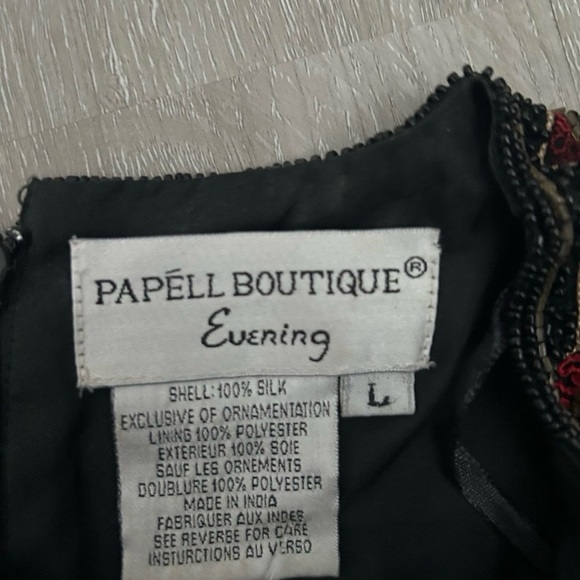 PAPÉLL BOUTIQUE®
Evening
L
SHELL: 100% SILK
EXCLUSIVE OF ORNAMENTATION
LINING 100% POLYESTER
EXTERIEUR 100% SOIE
SAUF LES ORNEMENTS
DOUBLURE 100% POLYESTER
MADE IN INDIA
FABRIQUER AUX INDES
SEE REVERSE FOR CARE
INSTURCTIONS AU VERSO